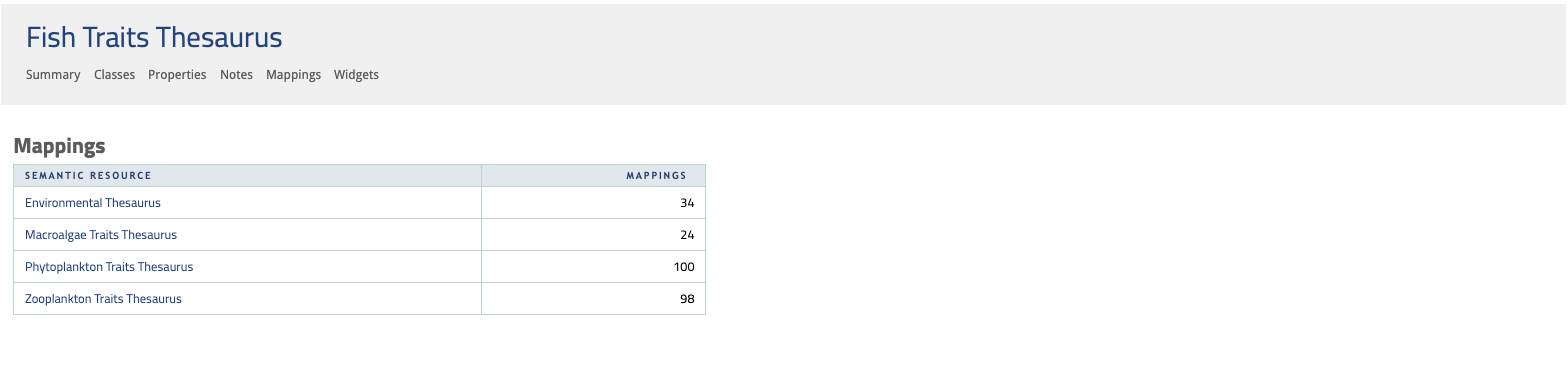 Fish Traits Thesaurus
Summary Classes Properties Notes Mappings Widgets
Mappings
SEMANTIC RESOURCE MAPPINGS
Environmental Thesaurus 34
Macroalgae Traits Thesaurus 24
Phytoplankton Traits Thesaurus 100
Zooplankton Traits Thesaurus 98